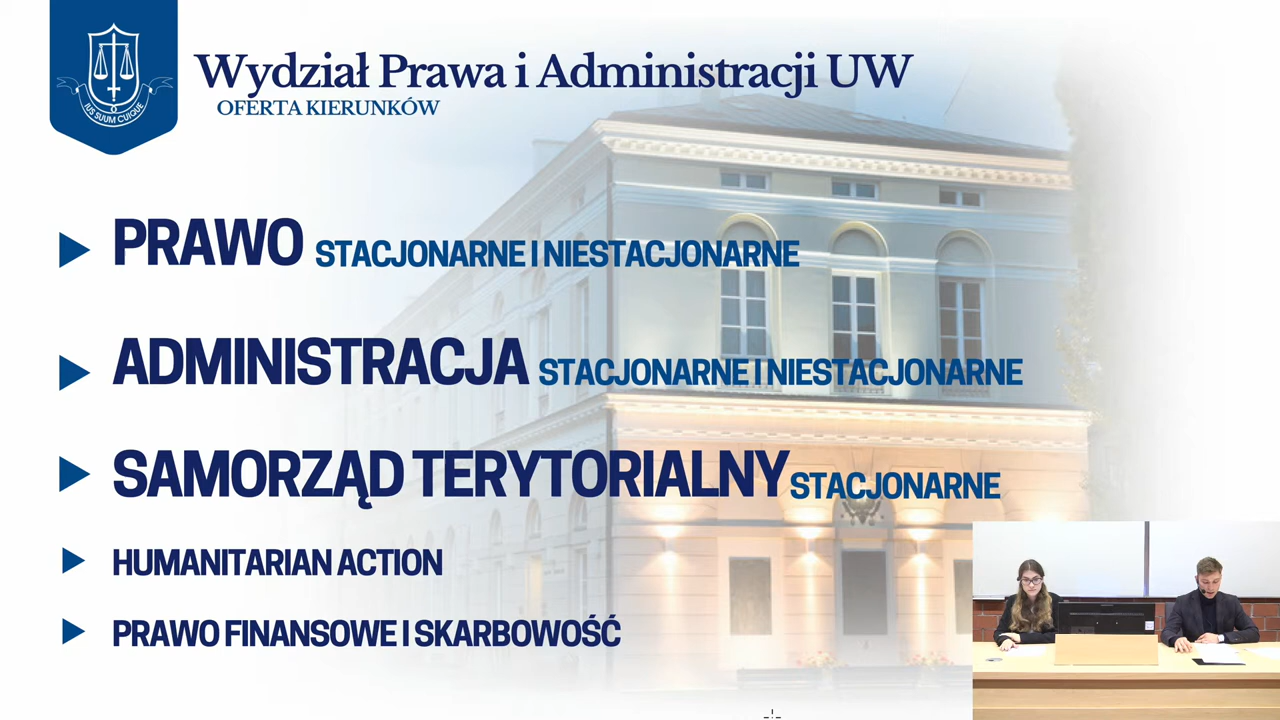 IUS SUUM CUIQUE
Wydział Prawa i Administracji UW
OFERTA KIERUNKÓW
PRAWO STACJONARNE I NIESTACJONARNE
ADMINISTRACJA STACJONARNE I NIESTACJONARNE
SAMORZĄD TERYTORIALNY STACJONARNE
HUMANITARIAN ACTION
PRAWO FINANSOWE I SKARBOWOŚĆ